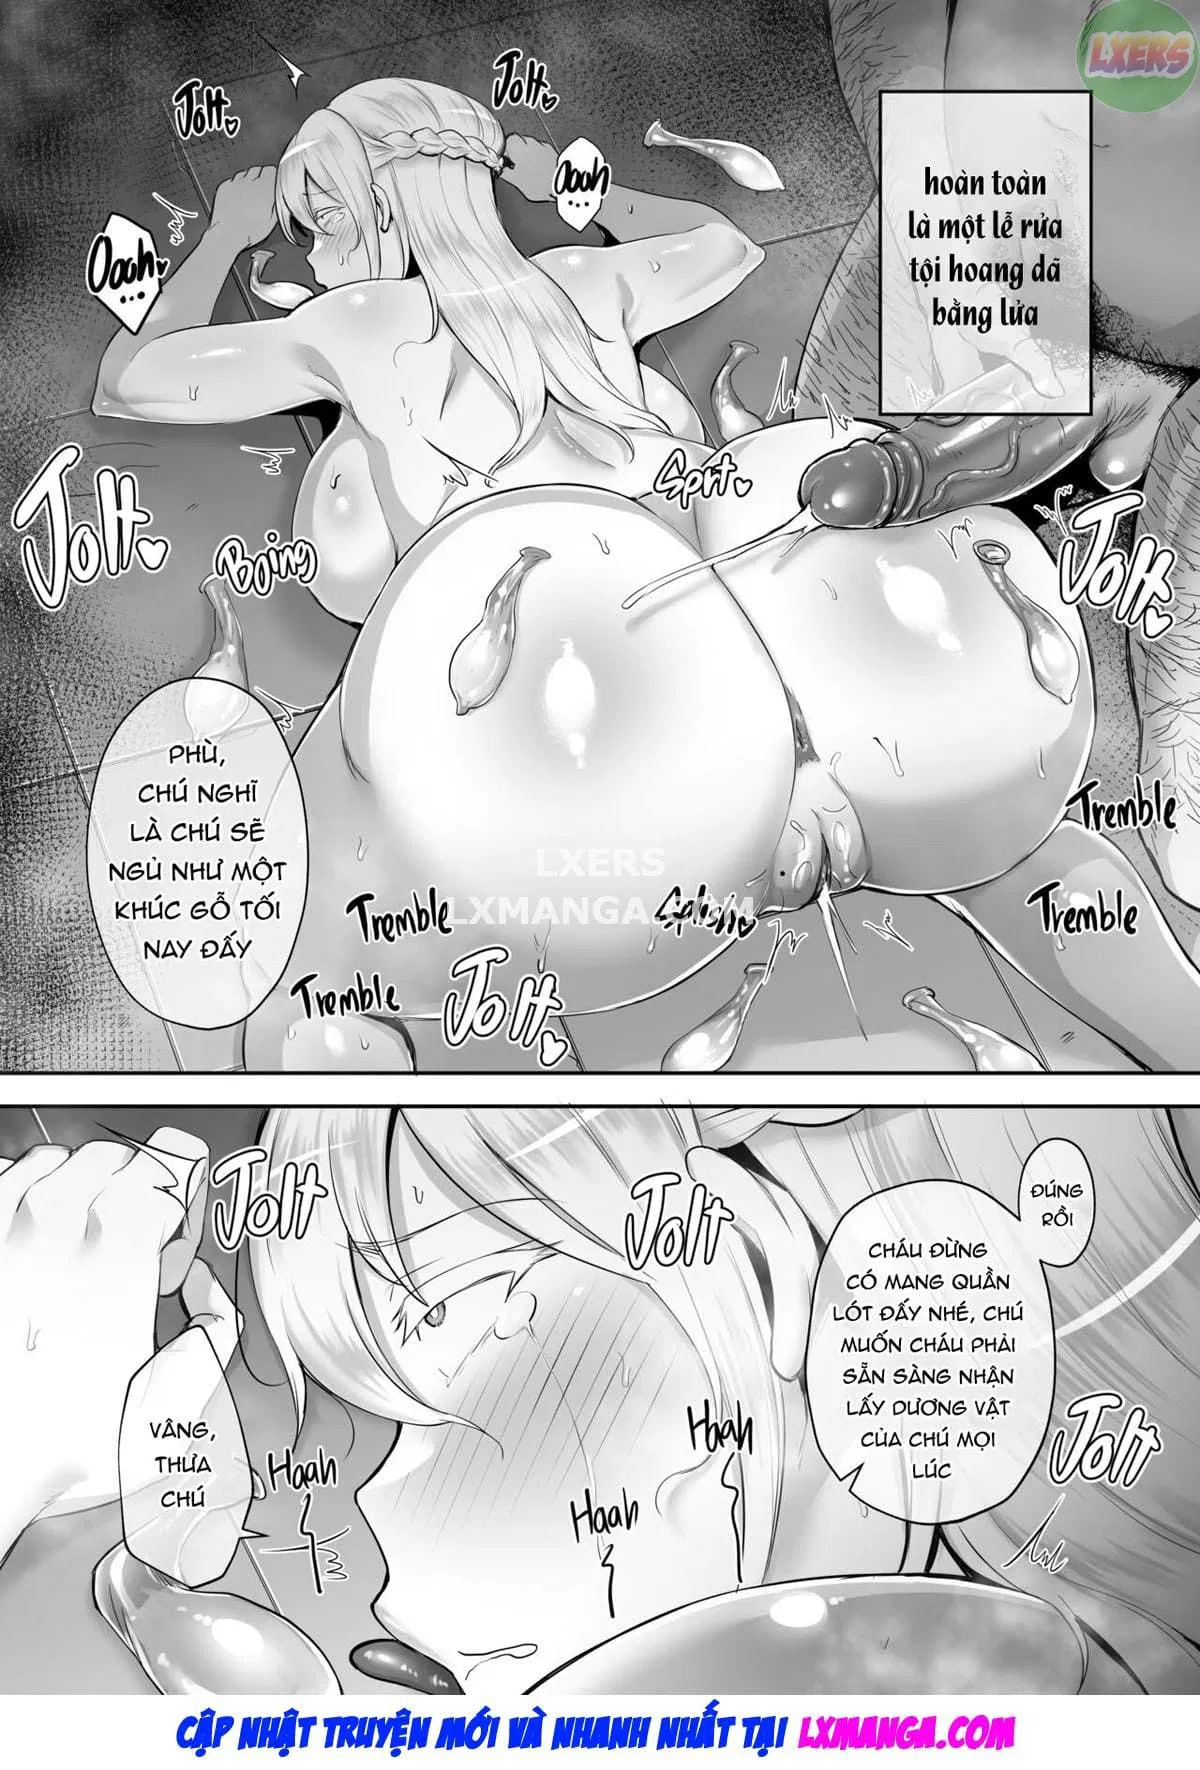 LXERS
Jolt
Jolt
Oooh
...
Oooh
...
hoàn toàn
là một lễ rửa
tội hoang dã
bằng lửa
Jolt
Sprt
Boing
Jolt
PHÙ,
CHÚ NGHĨ
LÀ CHÚ SẼ
NGỦ NHƯ MỘT
KHÚC GỖ TỐI
NAY ĐẤY
Tremble
Tremble
Tremble
Tremble
LXERS
LXMANGA.COM
Splish
Jolt
Jolt
Jolt
ĐÚNG
RỒI
CHÁU ĐỪNG
CÓ MANG QUẦN
LÓT ĐẤY NHÉ, CHÚ
MUỐN CHÁU PHẢI
SẴN SÀNG NHẬN
LẤY DƯƠNG VẬT
CỦA CHÚ MỌI
LÚC
VÂNG,
THƯA
CHÚ
Haah
Haah
Haah
Jolt
CẬP NHẬT TRUYỆN MỚI VÀ NHANH NHẤT TẠI LXMANGA.COM